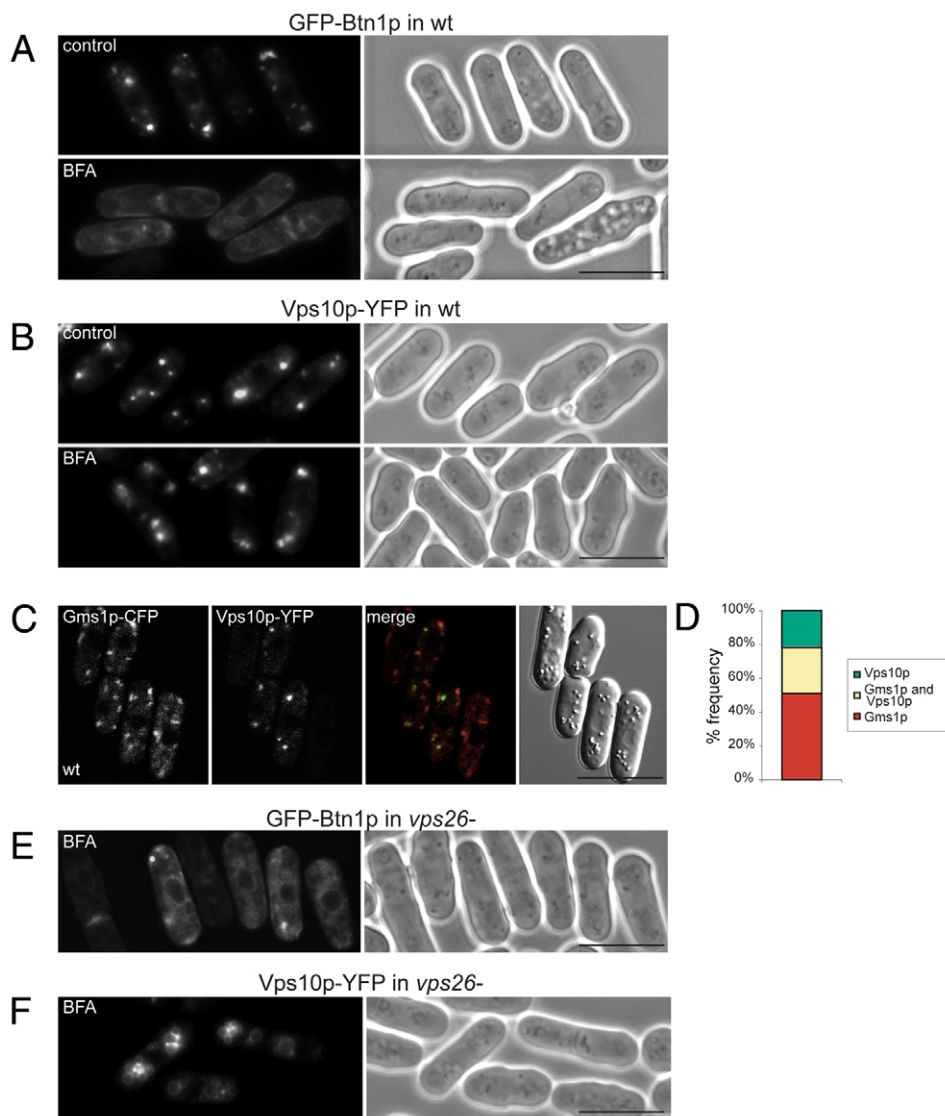 GFP-Btn1p in wt
A
control
BFA
Vps10p-YFP in wt
B
control
BFA
C
Gms1p-CFP
Vps10p-YFP
merge
wt
D
100%
80%
60%
40%
20%
0%
% frequency
Vps10p
Gms1p and
Vps10p
Gms1p
GFP-Btn1p in vps26-
E
BFA
Vps10p-YFP in vps26-
F
BFA